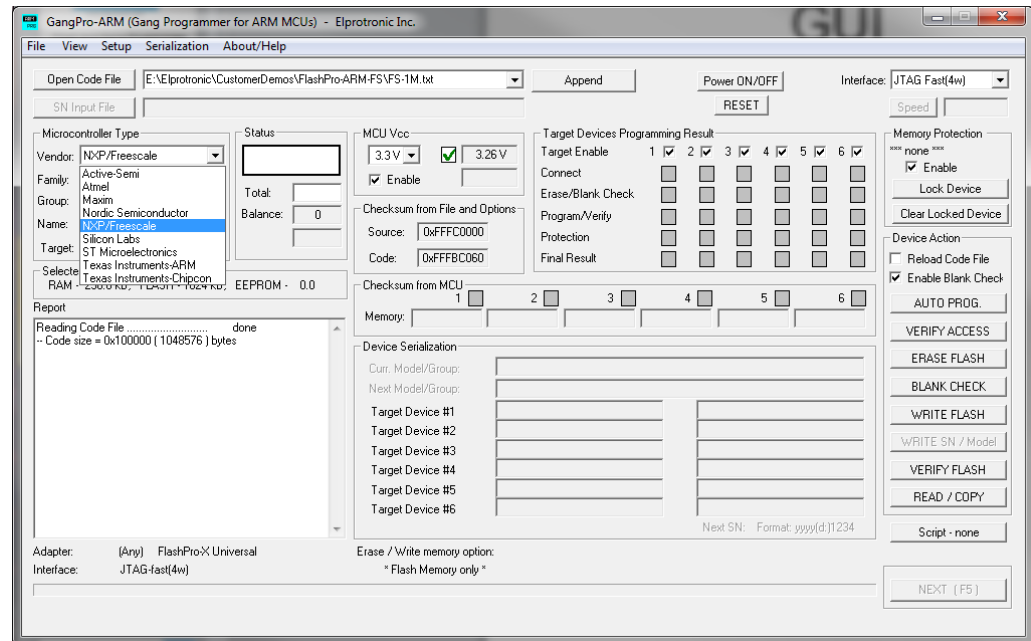 GUI
GangPro-ARM (Gang Programmer for ARM MCUs) - Elprotronic Inc.
File View Setup Serialization About/Help
Open Code File E:\Elprotronic\CustomerDemos\FlashPro-ARM-FS\FS-1M.txt Append Power ON/OFF Interface: JTAG Fast(4w)
SN Input File RESET Speed
Microcontroller Type
Vendor: NXP/Freescale
Family:
Group:
Name:
Target:
Active-Semi
Atmel
Maxim
Nordic Semiconductor
NXP/Freescale
Silicon Labs
ST Microelectronics
Texas Instruments-ARM
Texas Instruments-Chipcon
Status
Total:
Balance: 0
MCU Vcc
3.3 V 3.26 V
Enable
Checksum from File and Options
Source: 0xFFFC0000
Code: 0xFFFBC060
Target Devices Programming Result
Target Enable 1 2 3 4 5 6
Connect
Erase/Blank Check
Program/Verify
Protection
Final Result
Memory Protection
*** none ***
Enable
Lock Device
Clear Locked Device
EEPROM - 0.0
Checksum from MCU
1 2 3 4 5 6
Memory:
Report
Reading Code File ........................... done
-- Code size = 0x100000 ( 1048576 ) bytes
Device Serialization
Curr. Model/Group:
Next Model/Group:
Target Device #1
Target Device #2
Target Device #3
Target Device #4
Target Device #5
Target Device #6
Next SN: Format: yyyy(d:)1234
Device Action
Reload Code File
Enable Blank Check
AUTO PROG.
VERIFY ACCESS
ERASE FLASH
BLANK CHECK
WRITE FLASH
WRITE SN / Model
VERIFY FLASH
READ / COPY
Script - none
NEXT ( F5 )
Adapter: (Any) FlashPro-X Universal
Interface: JTAG-fast(4w)
Erase / Write memory option:
* Flash Memory only *